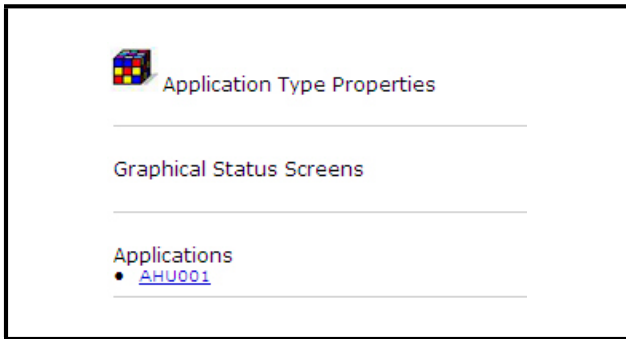 Application Type Properties
Graphical Status Screens
Applications
• AHU001